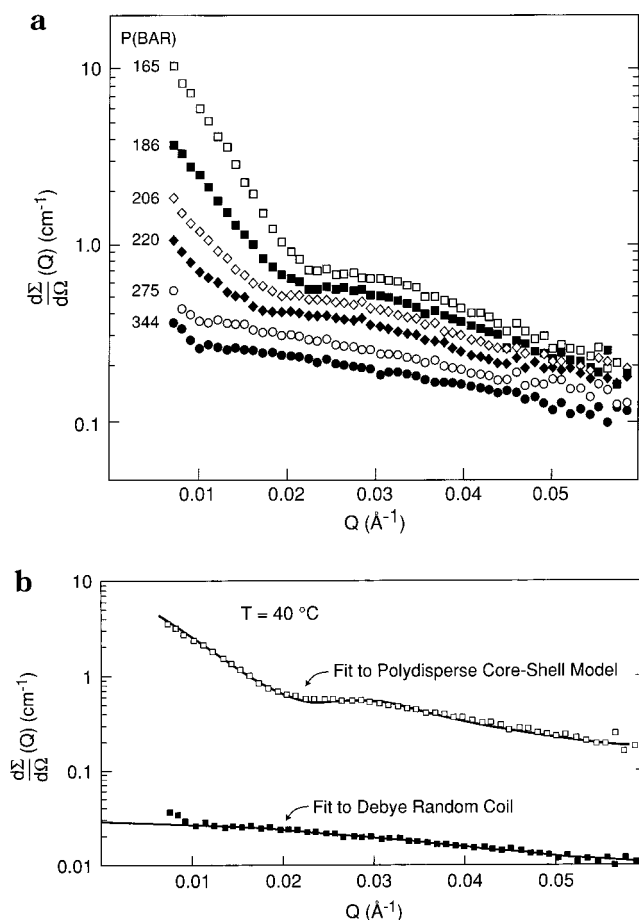 a
P(BAR)
165
186
206
220
275
344
10
1.0
0.1
dΣ/dΩ (Q) (cm⁻¹)
0.01 0.02 0.03 0.04 0.05
Q (Å⁻¹)
b
T = 40 °C
Fit to Polydisperse Core-Shell Model
Fit to Debye Random Coil
10
1
0.1
0.01
dΣ/dΩ (Q) (cm⁻¹)
0.01 0.02 0.03 0.04 0.05
Q (Å⁻¹)